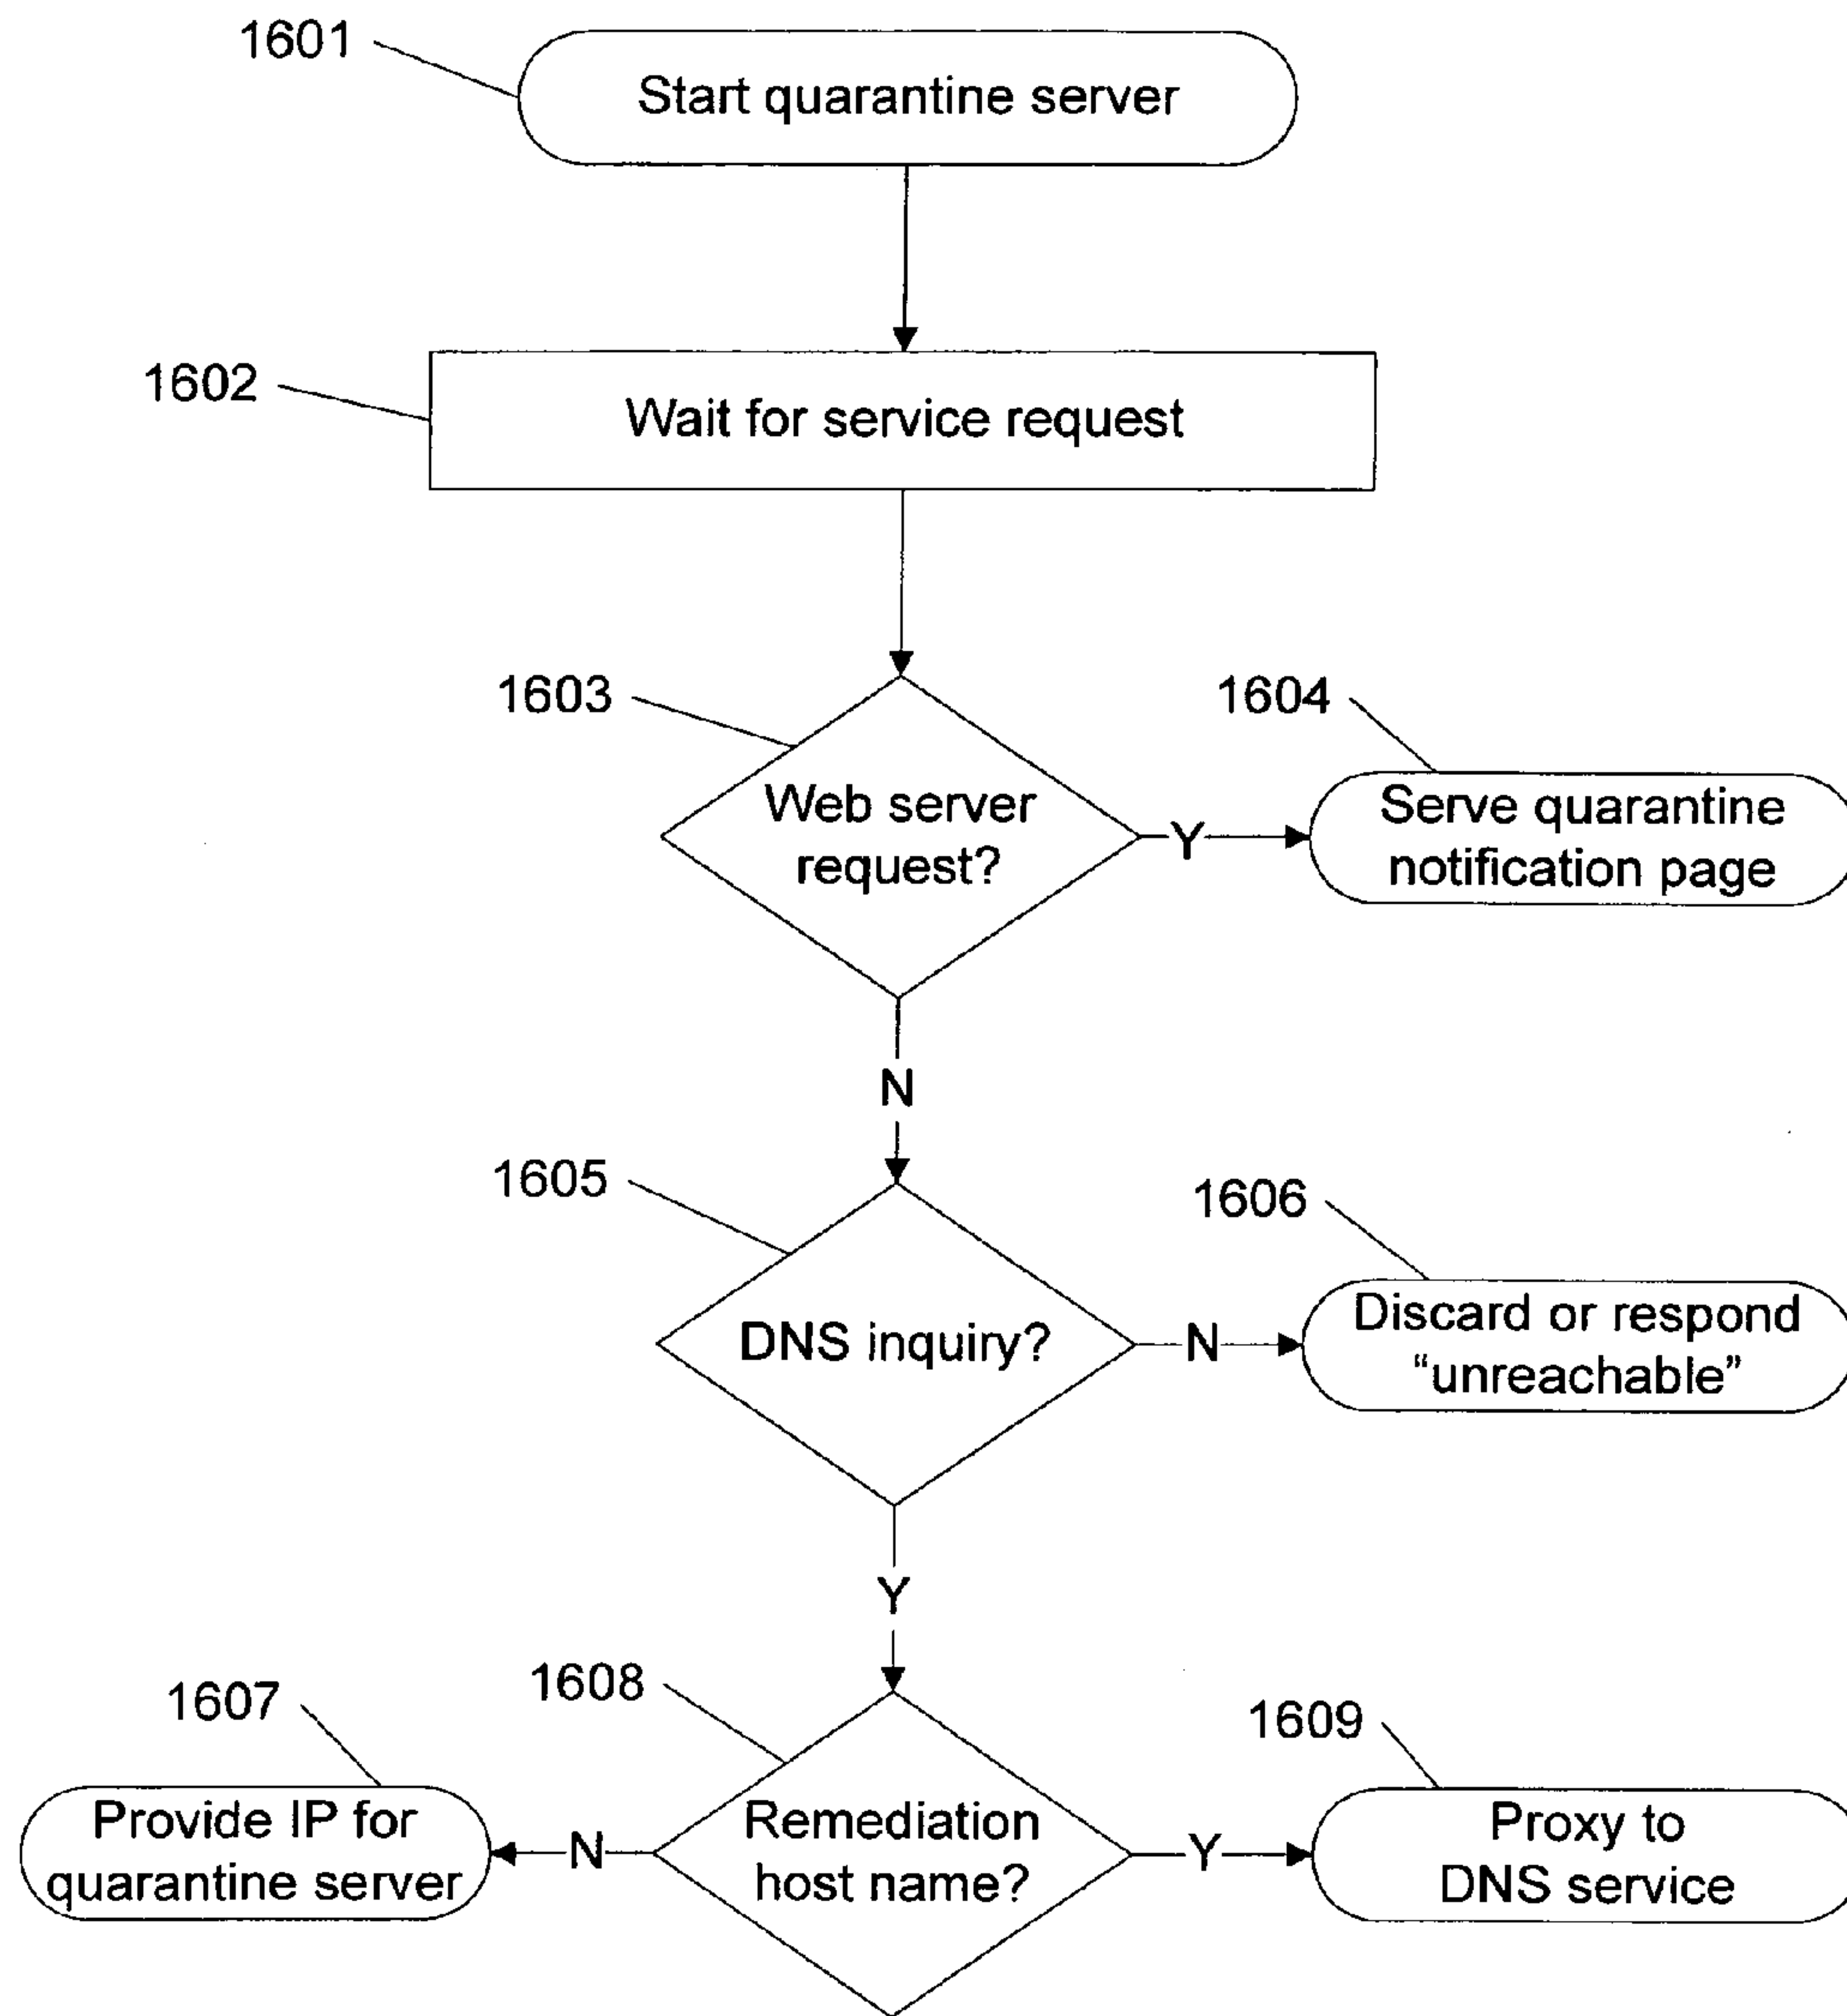 1601
Start quarantine server
1602
Wait for service request
1603
Web server
request?
Y
1604
Serve quarantine
notification page
N
1605
DNS inquiry?
N
1606
Discard or respond
“unreachable”
Y
1607
Provide IP for
quarantine server
N
1608
Remediation
host name?
Y
1609
Proxy to
DNS service